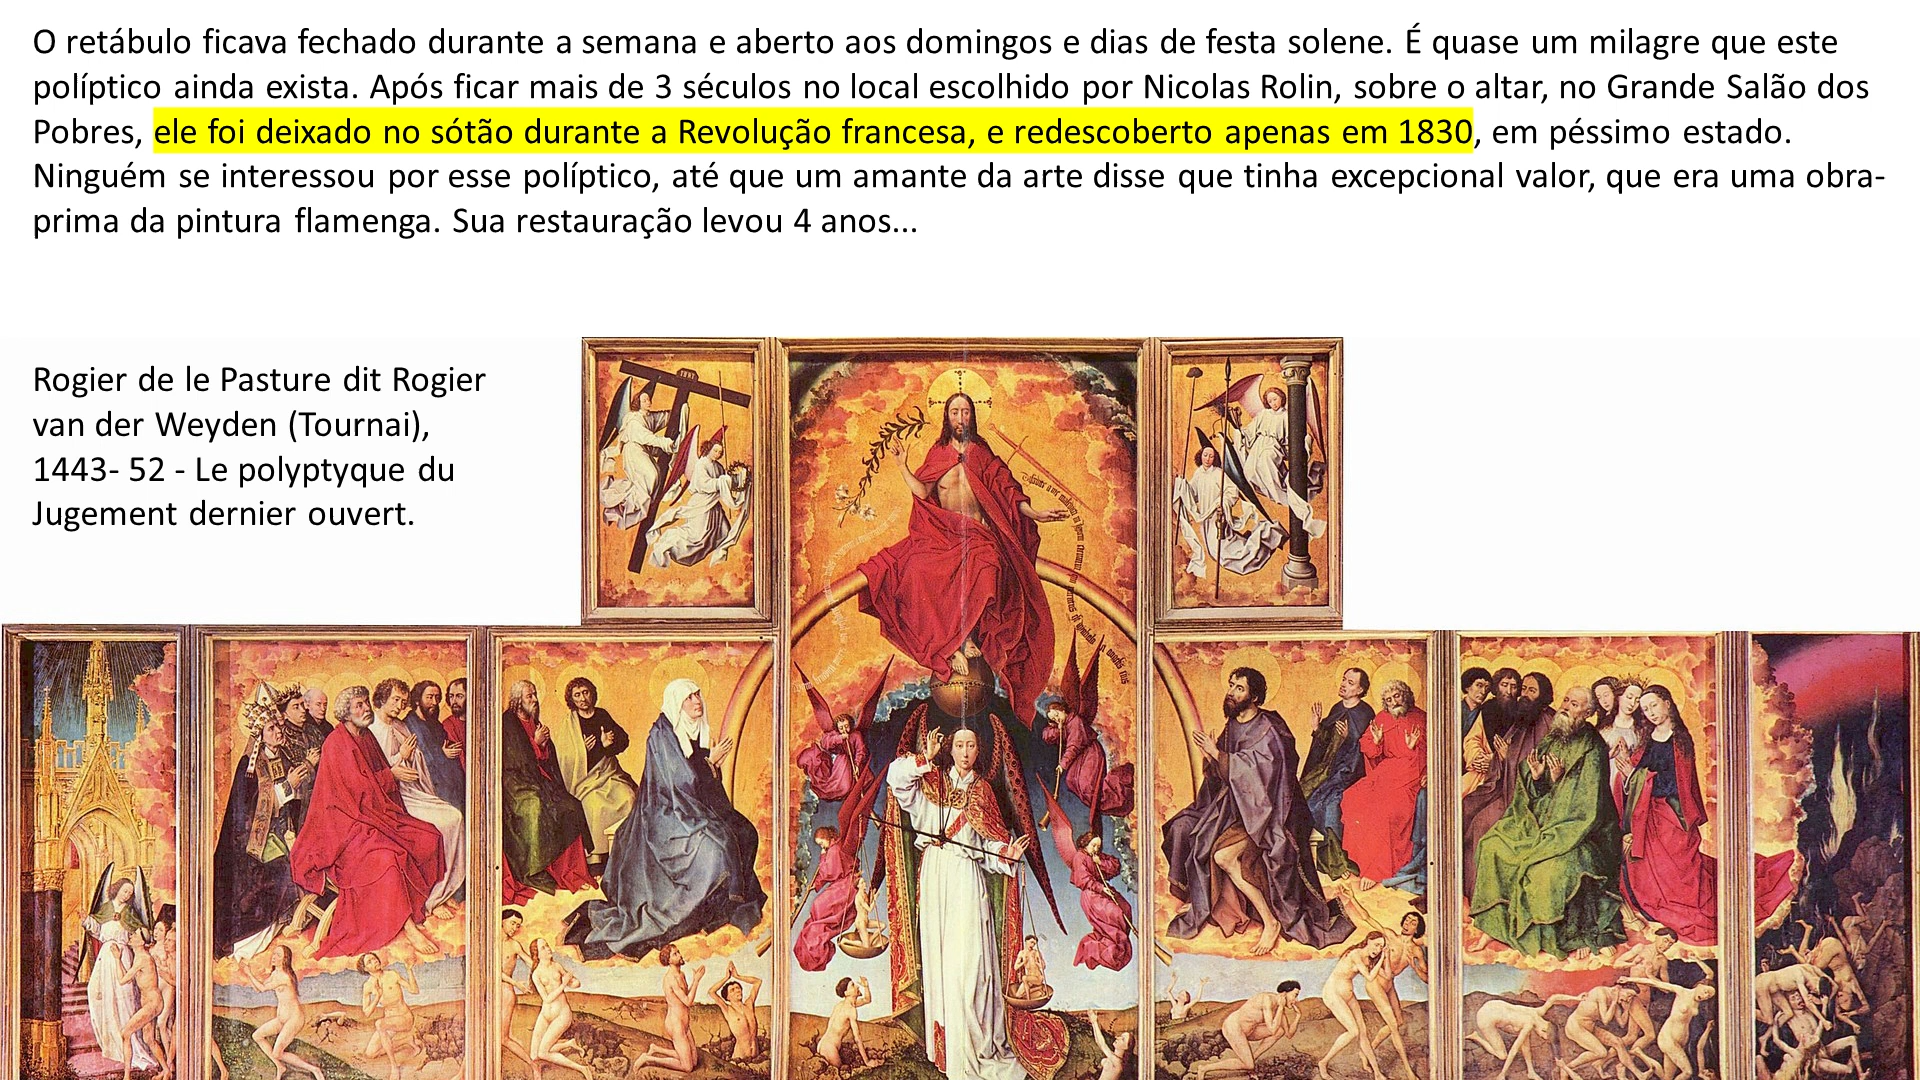 O retábulo ficava fechado durante a semana e aberto aos domingos e dias de festa solene. É quase um milagre que este
políptico ainda exista. Após ficar mais de 3 séculos no local escolhido por Nicolas Rolin, sobre o altar, no Grande Salão dos
Pobres, ele foi deixado no sótão durante a Revolução francesa, e redescoberto apenas em 1830, em péssimo estado.
Ninguém se interessou por esse políptico, até que um amante da arte disse que tinha excepcional valor, que era uma obra-
prima da pintura flamenga. Sua restauração levou 4 anos...
Rogier de le Pasture dit Rogier
van der Weyden (Tournai),
1443- 52 - Le polyptyque du
Jugement dernier ouvert.